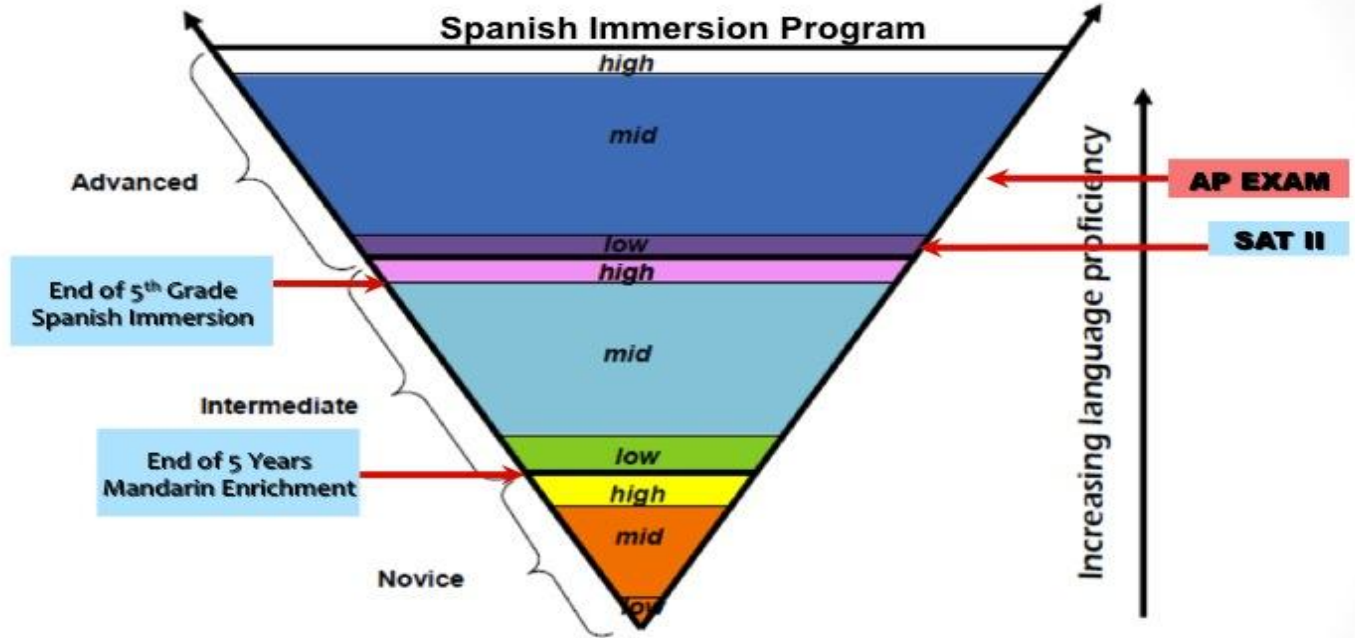 Spanish Immersion Program
high
mid
Advanced
AP EXAM
low
SAT II
high
End of 5th Grade
Spanish Immersion
mid
Intermediate
low
End of 5 Years
Mandarin Enrichment
high
mid
Novice
low
Increasing language proficiency